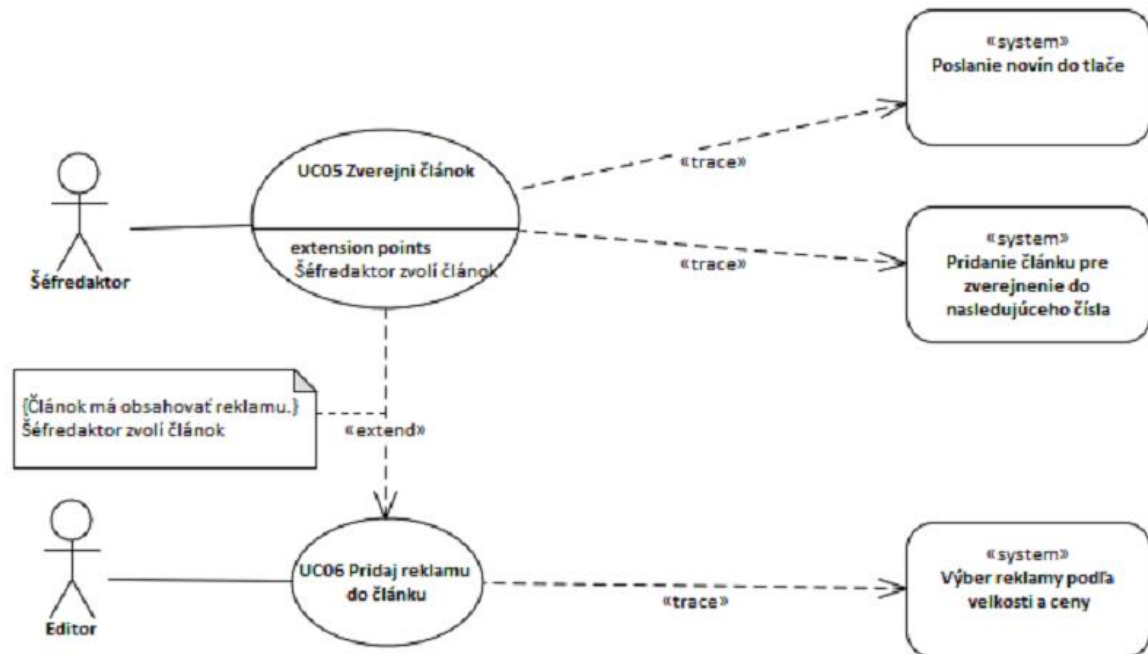 «system»
Poslanie novín do tlače
UC05 Zverejni článok
«trace»
extension points
Šéfredaktor zvolí článok
«system»
Pridanie článku pre
zverejnenie do
nasledujúceho čísla
«trace»
Šéfredaktor
{Článok má obsahovať reklamu.}
Šéfredaktor zvolí článok
«extend»
UC06 Pridaj reklamu
do článku
«system»
Výber reklamy podľa
velkosti a ceny
«trace»
Editor